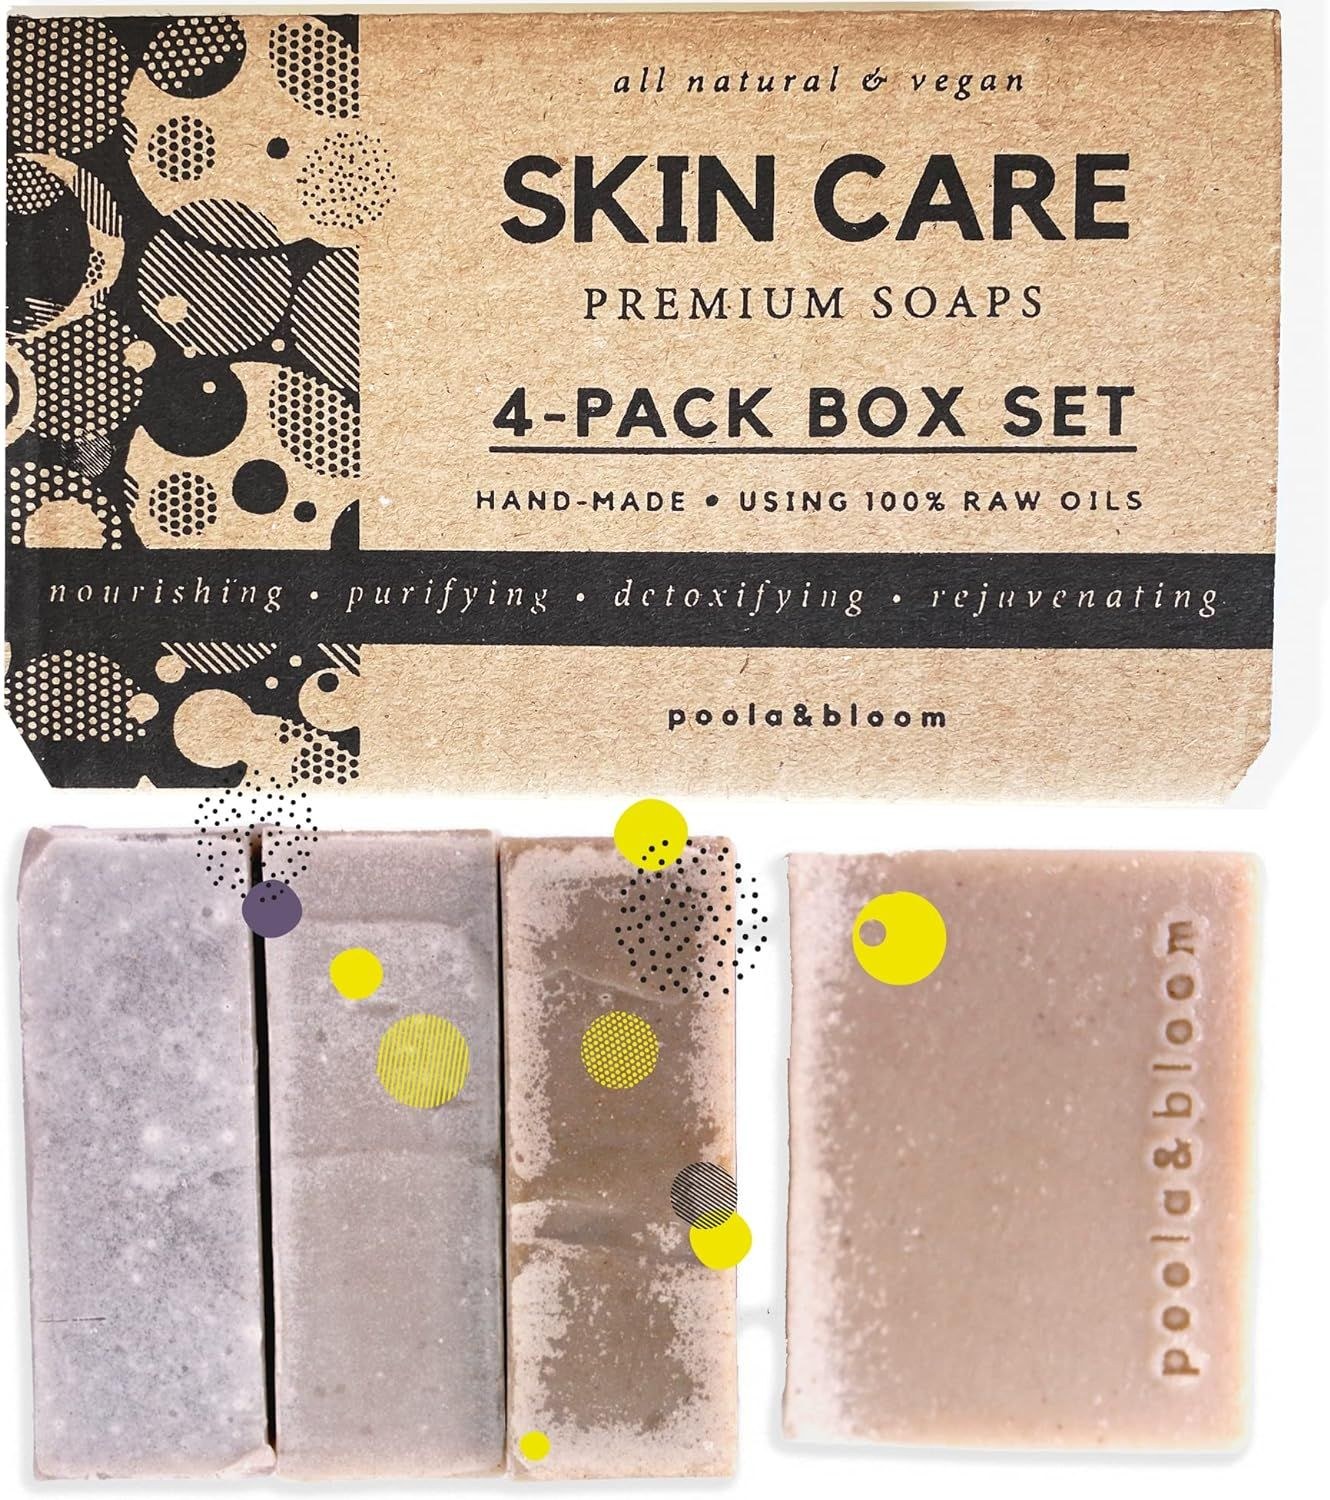 all natural & vegan
SKIN CARE
PREMIUM SOAPS
4-PACK BOX SET
HAND-MADE • USING 100% RAW OILS
nourishing • purifying • detoxifying • rejuvenating
poola&bloom
poola&bloom